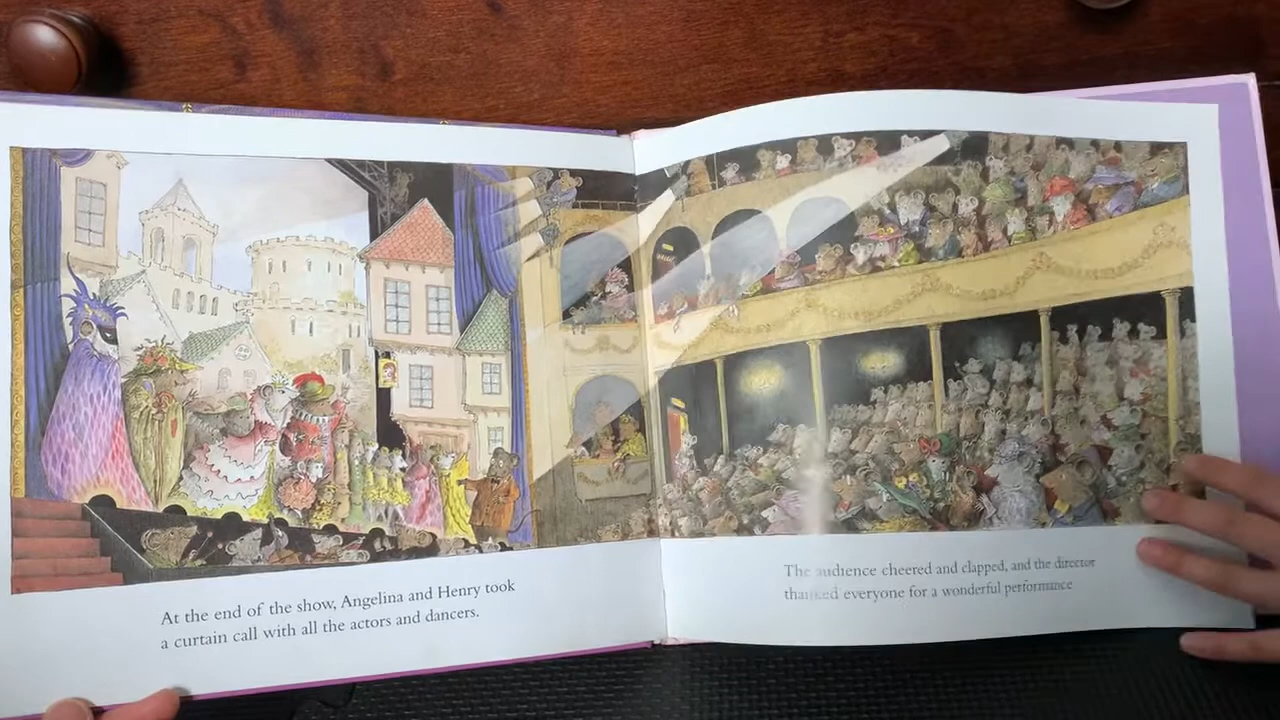 At the end of the show, Angelina and Henry took
a curtain call with all the actors and dancers.
The audience cheered and clapped, and the director
thanked everyone for a wonderful performance